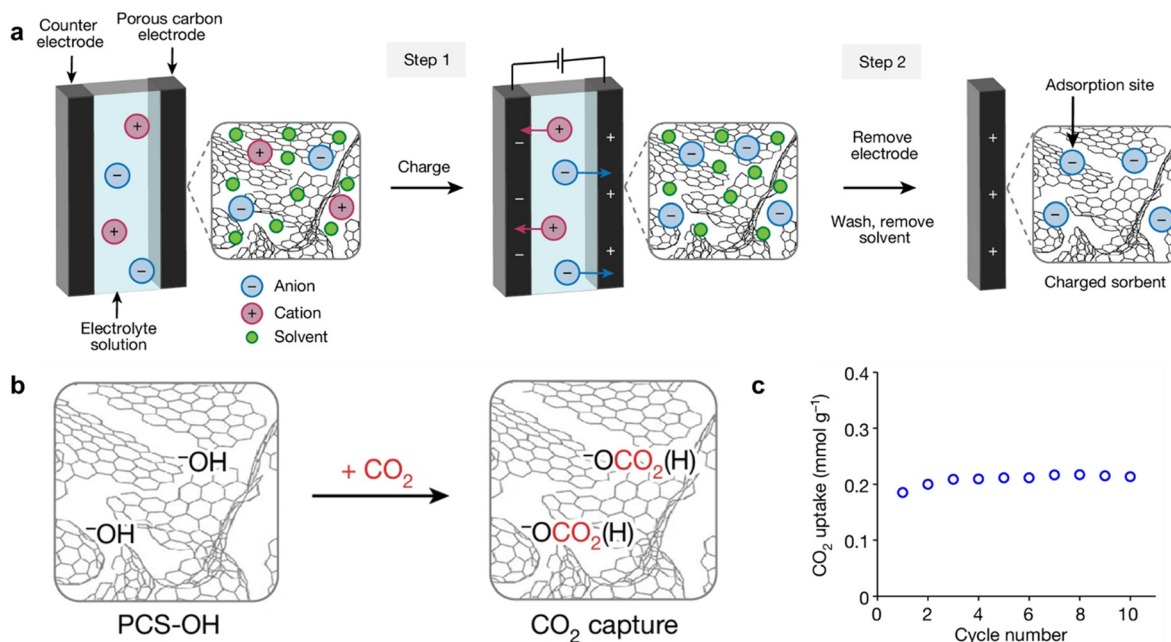 a
Counter
electrode
Porous carbon
electrode
Electrolyte
solution
+
−
+
−
+
−
−
+
− Anion
+ Cation
Solvent
Step 1
Charge
−
−
−
+
−
+
−
+
+
+
−
−
−
−
Step 2
Remove
electrode
Wash, remove
solvent
+
+
+
Adsorption site
−
−
−
−
Charged sorbent
b
−OH
−OH
PCS-OH
+ CO₂
−OCO₂(H)
−OCO₂(H)
CO₂ capture
c
CO₂ uptake (mmol g⁻¹)
0.4
0.3
0.2
0.1
0
0
2
4
6
8
10
Cycle number